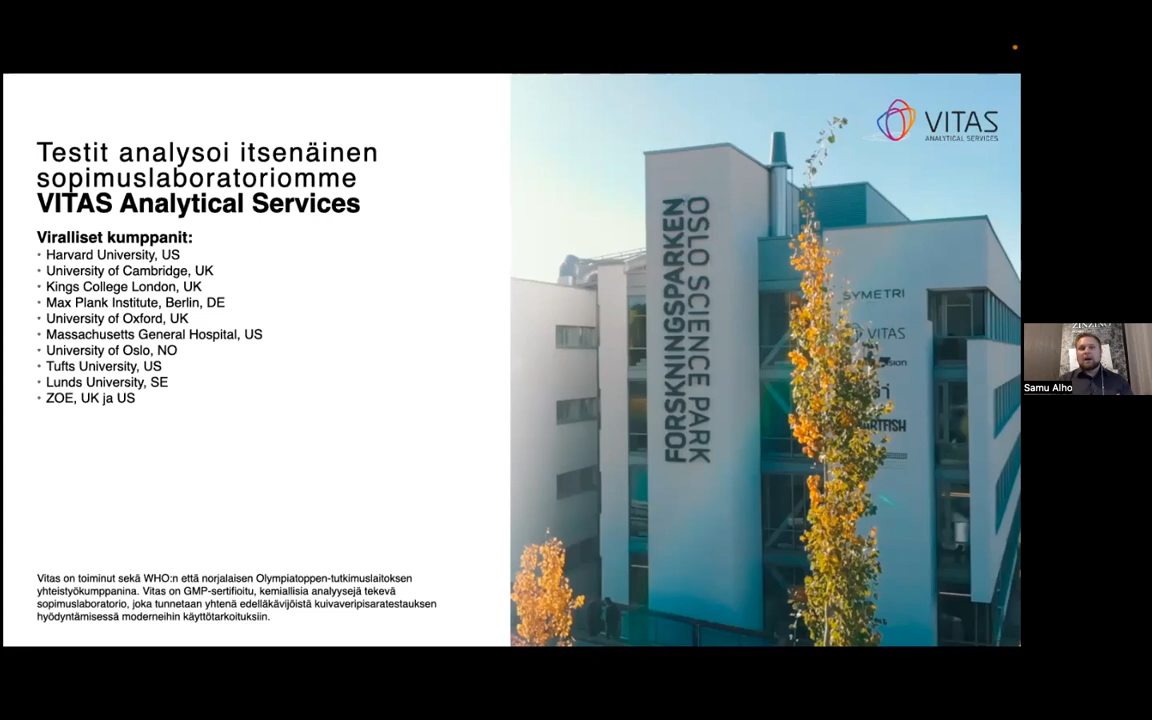 Testit analysoi itsenäinen
sopimuslaboratoriomme
VITAS Analytical Services
Viralliset kumppanit:
• Harvard University, US
• University of Cambridge, UK
• Kings College London, UK
• Max Plank Institute, Berlin, DE
• University of Oxford, UK
• Massachusetts General Hospital, US
• University of Oslo, NO
• Tufts University, US
• Lunds University, SE
• ZOE, UK ja US
Vitas on toiminut sekä WHO:n että norjalaisen Olympiatoppen-tutkimuslaitoksen
yhteistyökumppanina. Vitas on GMP-sertifioitu, kemiallisia analyysejä tekevä
sopimuslaboratorio, joka tunnetaan yhtenä edelläkävijöistä kuivaveripisaratestauksen
hyödyntämisessä moderneihin käyttötarkoituksiin.
VITAS
ANALYTICAL SERVICES
FORSKNINGSPARKEN
OSLO SCIENCE PARK
SYMETRI
VITAS
ZINZINO
Samu Alho